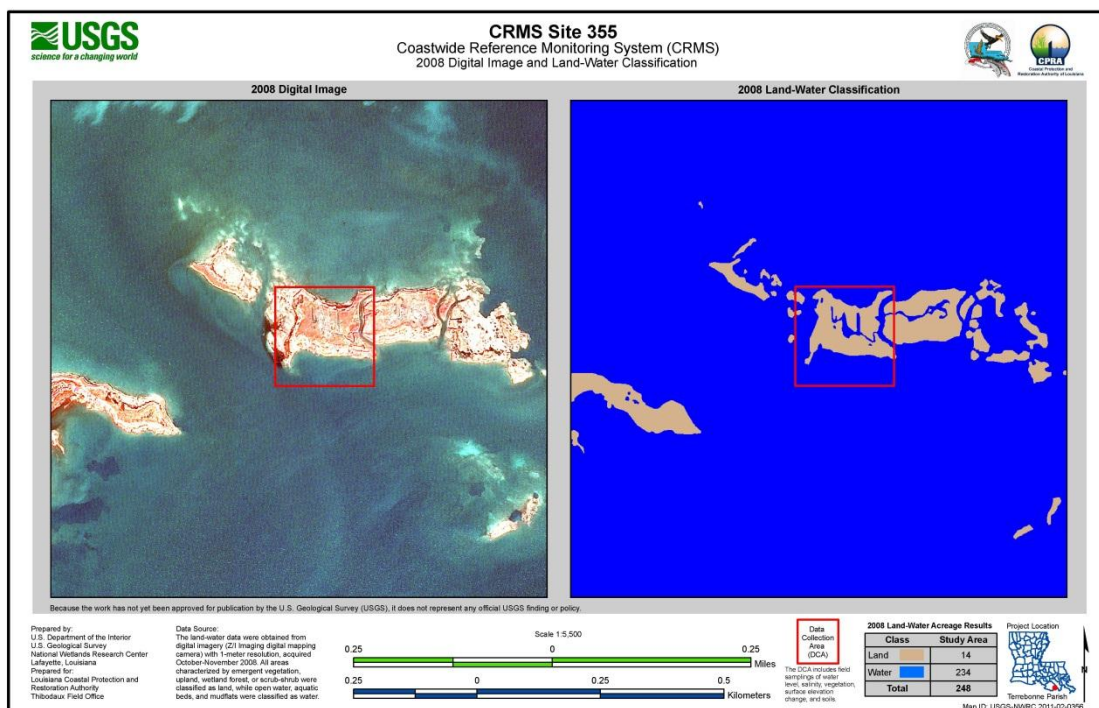 USGS
science for a changing world
CRMS Site 355
Coastwide Reference Monitoring System (CRMS)
2008 Digital Image and Land-Water Classification
CPRA
Coastal Protection and
Restoration Authority of Louisiana
2008 Digital Image
2008 Land-Water Classification
Because the work has not yet been approved for publication by the U.S. Geological Survey (USGS), it does not represent any official USGS finding or policy.
Prepared by:
U.S. Department of the Interior
U.S. Geological Survey
National Wetlands Research Center
Lafayette, Louisiana
Prepared for:
Louisiana Coastal Protection and
Restoration Authority
Thibodaux Field Office
Data Source:
The land-water data were obtained from
digital imagery (Z/I Imaging digital mapping
camera) with 1-meter resolution, acquired
October-November 2008. All areas
characterized by emergent vegetation,
upland, wetland forest, or scrub-shrub were
classified as land, while open water, aquatic
beds, and mudflats were classified as water.
Scale 1:5,500
0.25 0 0.25
Miles
0.25 0 0.5
Kilometers
Data
Collection
Area
(DCA)
The DCA includes field
samplings of water
level, salinity, vegetation,
surface elevation
change, and soils.
2008 Land-Water Acreage Results
Class Study Area
Land 14
Water 234
Total 248
Project Location
Terrebonne Parish
Map ID: USGS-NWRC 2011-02-0356